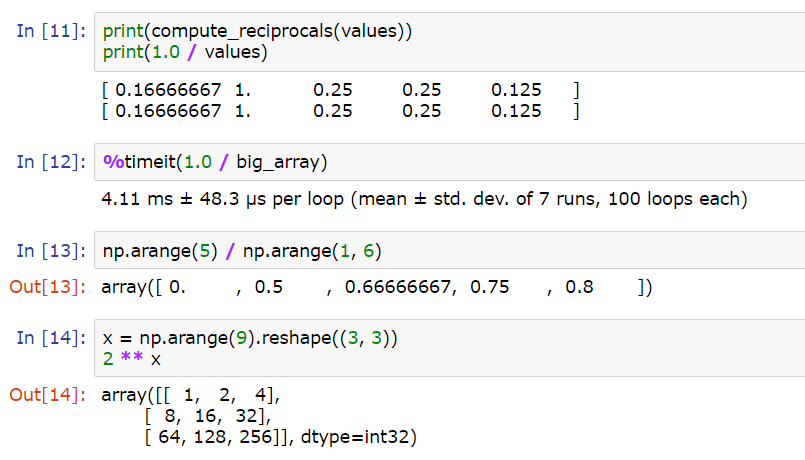 In [11]: print(compute_reciprocals(values))
print(1.0 / values)
[ 0.16666667 1. 0.25 0.25 0.125 ]
[ 0.16666667 1. 0.25 0.25 0.125 ]
In [12]: %timeit(1.0 / big_array)
4.11 ms ± 48.3 µs per loop (mean ± std. dev. of 7 runs, 100 loops each)
In [13]: np.arange(5) / np.arange(1, 6)
Out[13]: array([ 0. , 0.5 , 0.66666667, 0.75 , 0.8 ])
In [14]: x = np.arange(9).reshape((3, 3))
2 ** x
Out[14]: array([[ 1, 2, 4],
[ 8, 16, 32],
[ 64, 128, 256]], dtype=int32)